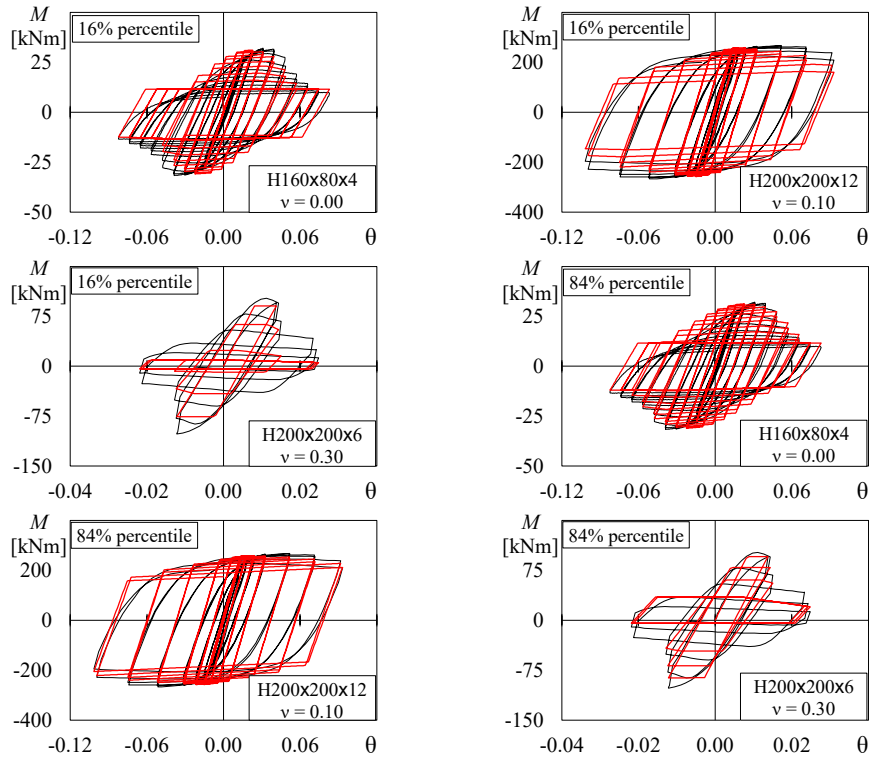 M
[kNm]
16% percentile
25
0
-25
-50
H160x80x4
ν = 0.00
-0.12 -0.06 0.00 0.06 θ
M
[kNm]
16% percentile
200
0
-200
-400
H200x200x12
ν = 0.10
-0.12 -0.06 0.00 0.06 θ
M
[kNm]
16% percentile
75
0
-75
-150
H200x200x6
ν = 0.30
-0.04 -0.02 0.00 0.02 θ
M
[kNm]
84% percentile
25
0
-25
-50
H160x80x4
ν = 0.00
-0.12 -0.06 0.00 0.06 θ
M
[kNm]
84% percentile
200
0
-200
-400
H200x200x12
ν = 0.10
-0.12 -0.06 0.00 0.06 θ
M
[kNm]
84% percentile
75
0
-75
-150
H200x200x6
ν = 0.30
-0.04 -0.02 0.00 0.02 θ